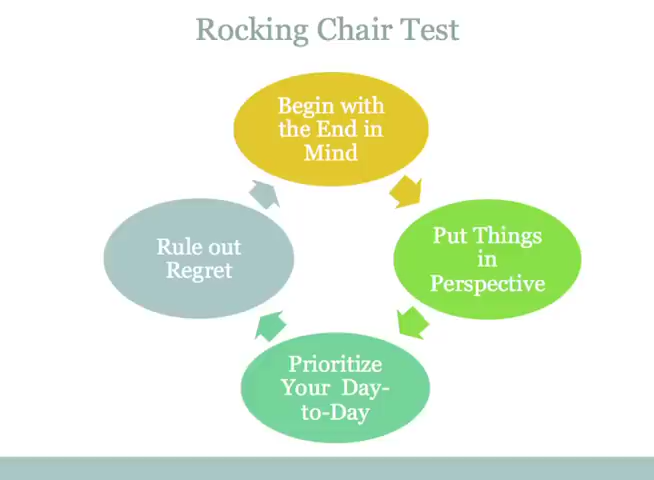 Rocking Chair Test
Begin with
the End in
Mind
Put Things
in
Perspective
Prioritize
Your Day-
to-Day
Rule out
Regret